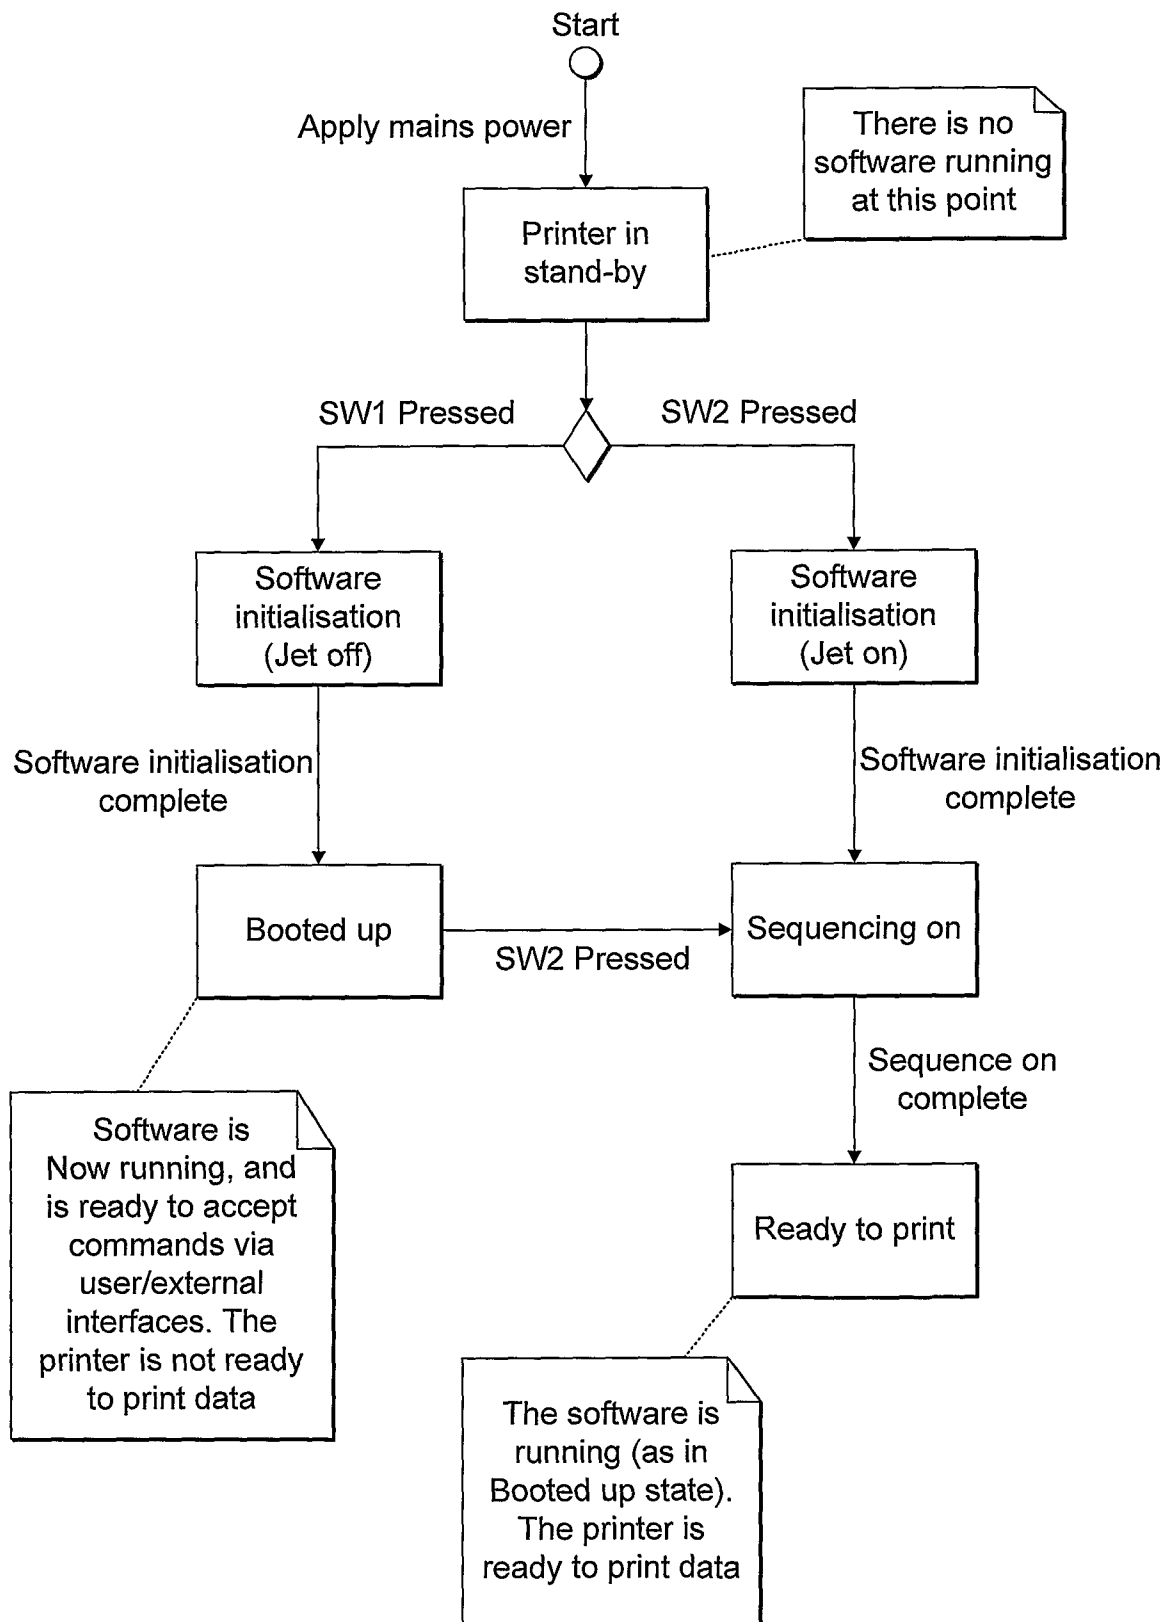 Start
Apply mains power
There is no
software running
at this point
Printer in
stand-by
SW1 Pressed
SW2 Pressed
Software
initialisation
(Jet off)
Software
initialisation
(Jet on)
Software initialisation
complete
Software initialisation
complete
Booted up
SW2 Pressed
Sequencing on
Sequence on
complete
Software is
Now running, and
is ready to accept
commands via
user/external
interfaces. The
printer is not ready
to print data
Ready to print
The software is
running (as in
Booted up state).
The printer is
ready to print data